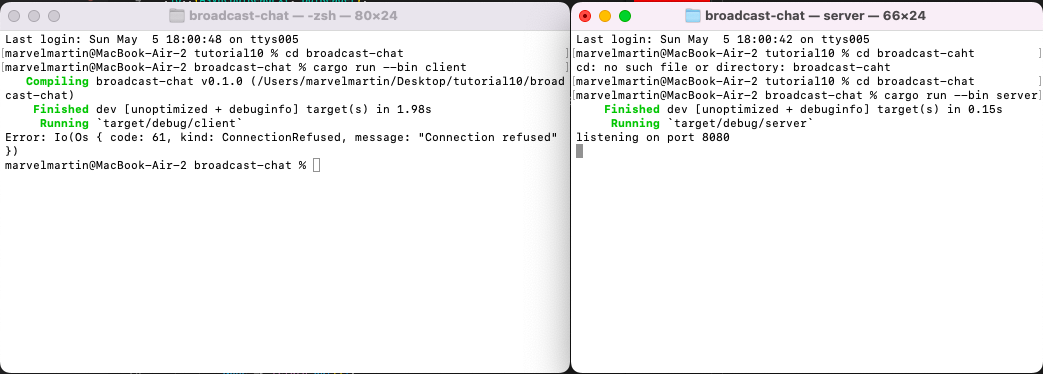 broadcast-chat — -zsh — 80×24
Last login: Sun May  5 18:00:48 on ttys005
[marvelmartin@MacBook-Air-2 tutorial10 % cd broadcast-chat ]
[marvelmartin@MacBook-Air-2 broadcast-chat % cargo run --bin client ]
   Compiling broadcast-chat v0.1.0 (/Users/marvelmartin/Desktop/tutorial10/broad
cast-chat)
    Finished dev [unoptimized + debuginfo] target(s) in 1.98s
     Running `target/debug/client`
Error: Io(Os { code: 61, kind: ConnectionRefused, message: "Connection refused"
})
marvelmartin@MacBook-Air-2 broadcast-chat %
broadcast-chat — server — 66×24
Last login: Sun May  5 18:00:42 on ttys005
[marvelmartin@MacBook-Air-2 tutorial10 % cd broadcast-caht ]
cd: no such file or directory: broadcast-caht
[marvelmartin@MacBook-Air-2 tutorial10 % cd broadcast-chat ]
[marvelmartin@MacBook-Air-2 broadcast-chat % cargo run --bin server]
    Finished dev [unoptimized + debuginfo] target(s) in 0.15s
     Running `target/debug/server`
listening on port 8080